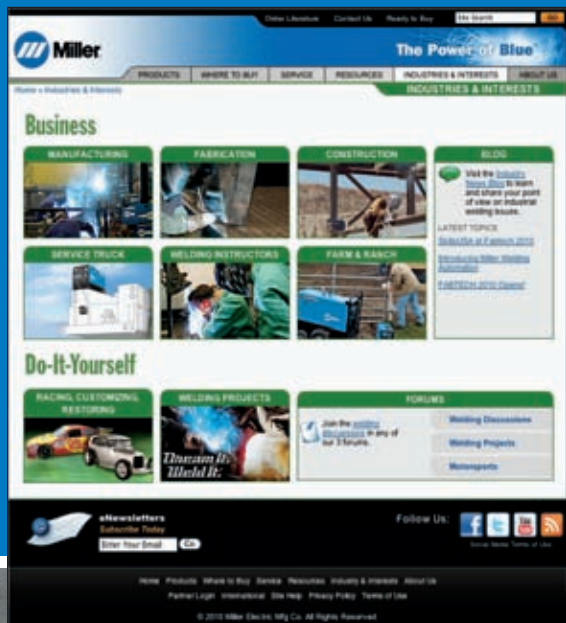 Order Literature Contact Us Ready to Buy Site Search GO
Miller
The Power of Blue
PRODUCTS WHERE TO BUY SERVICE RESOURCES INDUSTRIES & INTERESTS ABOUT US
Home » Industries & Interests
INDUSTRIES & INTERESTS
Business
MANUFACTURING
FABRICATION
CONSTRUCTION
BLOG
Visit the Industry
News Blog to learn
and share your point
of view on industrial
welding issues.
LATEST TOPICS
SkillsUSA at Fabtech 2010
Introducing Miller Welding
Automation
FABTECH 2010 Opens!
SERVICE TRUCK
WELDING INSTRUCTORS
FARM & RANCH
Do-It-Yourself
RACING, CUSTOMIZING,
RESTORING
WELDING PROJECTS
Dream It.
Weld It.
FORUMS
Join the welding
discussions in any of
our 3 forums.
Welding Discussions
Welding Projects
Motorsports
eNewsletters
Subscribe Today
Enter Your Email Go
Follow Us:
Social Media Terms of Use
Home Products Where to Buy Service Resources Industry & Interests About Us
Partner Login International Site Help Privacy Policy Terms of Use
© 2010 Miller Electric Mfg Co. All Rights Reserved